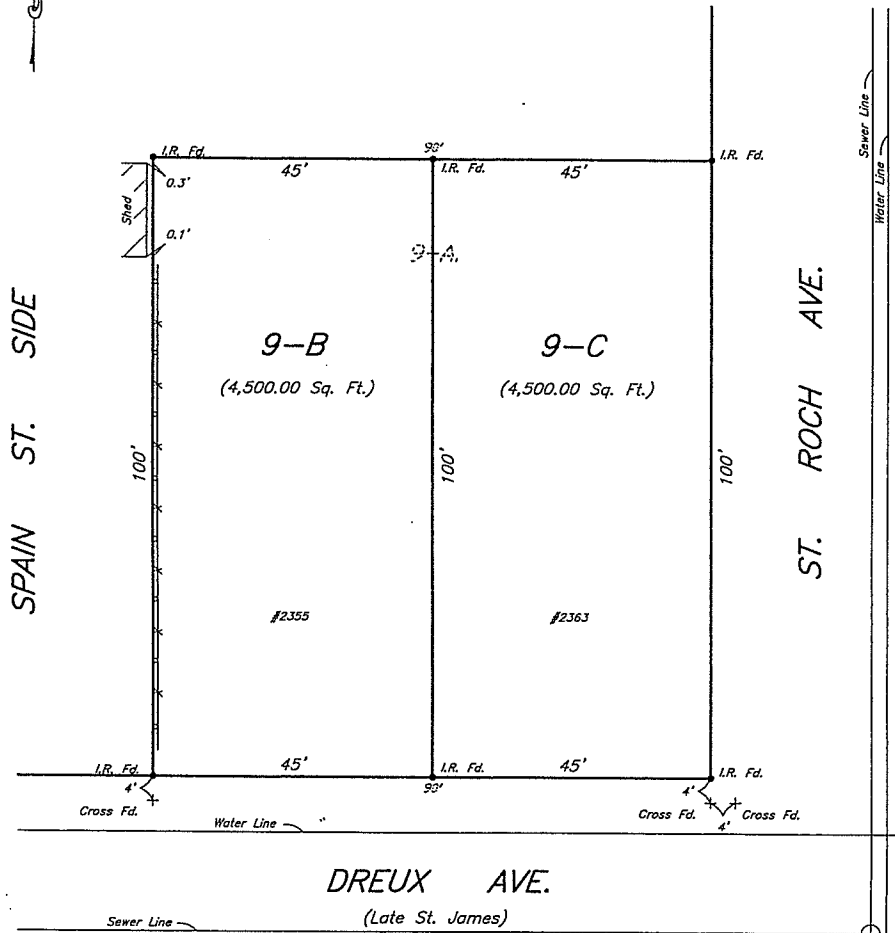 Sewer Line
Water Line
I.R. Fd.
90'
I.R. Fd.
I.R. Fd.
45'
45'
0.3'
Shed
0.1'
9-A
SPAIN ST. SIDE
9-B
9-C
(4,500.00 Sq. Ft.)
(4,500.00 Sq. Ft.)
ST. ROCH AVE.
100'
100'
100'
#2355
#2363
I.R. Fd.
45'
I.R. Fd.
45'
I.R. Fd.
90'
4'
4'
Cross Fd.
Cross Fd.
Cross Fd.
4'
Water Line
DREUX AVE.
(Late St. James)
Sewer Line